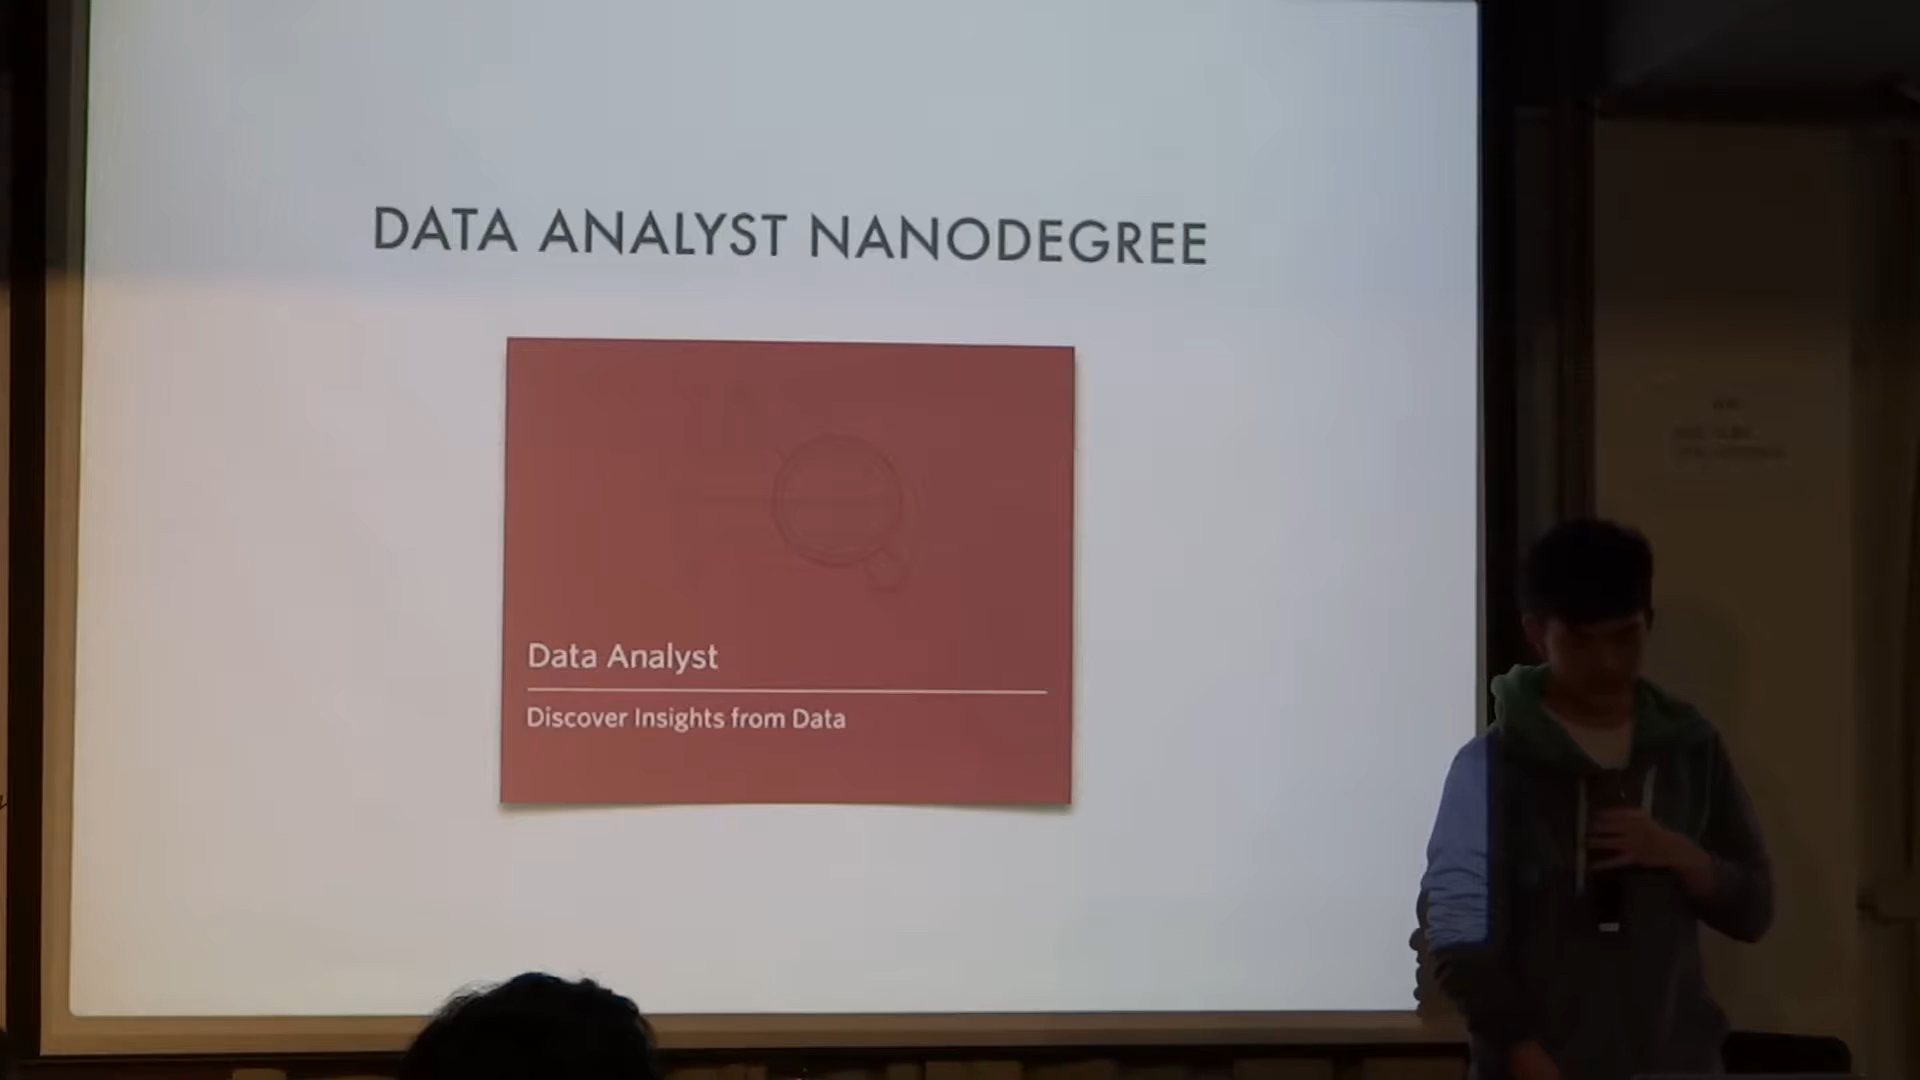 DATA ANALYST NANODEGREE
Data Analyst
Discover Insights from Data